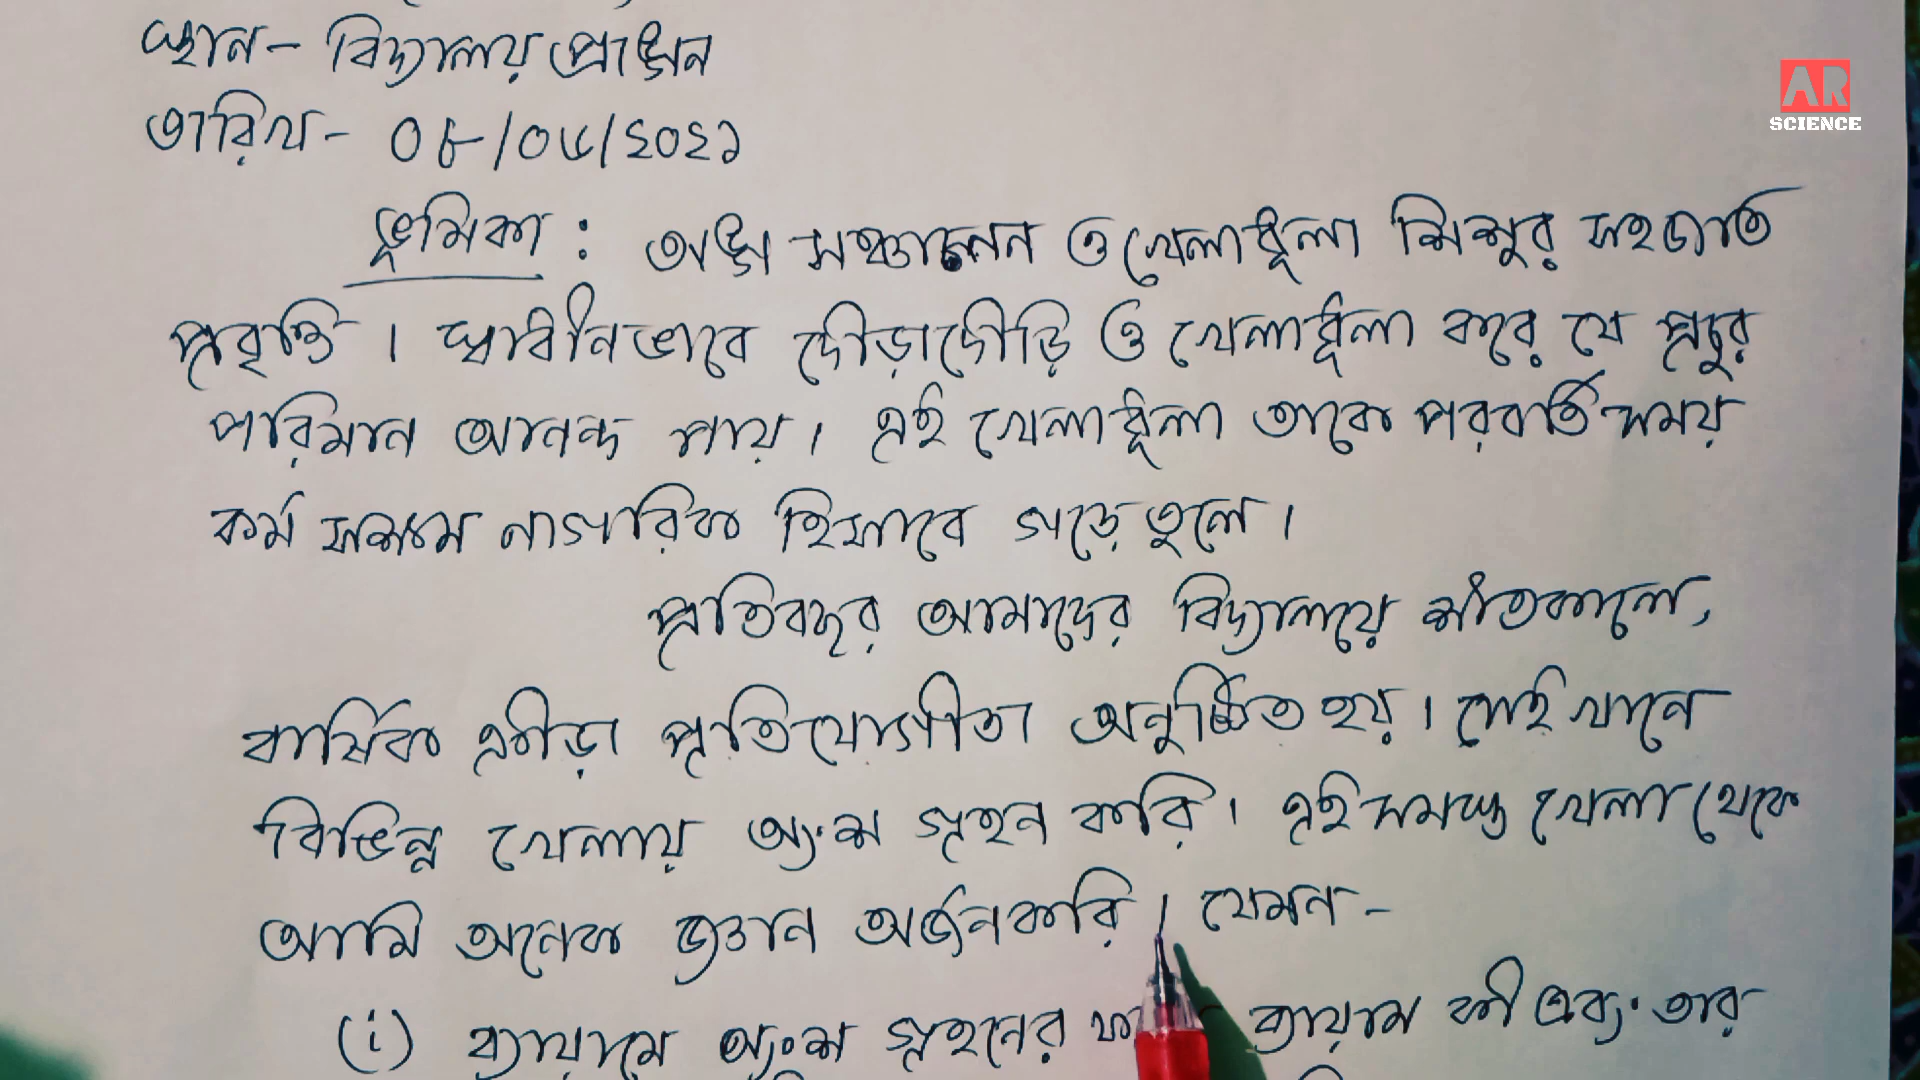 স্থান- বিদ্যালয় প্রাঙ্গন
তারিখ- ০৮/০৬/২০২১
AR
SCIENCE
ভূমিকা : অঙ্গ সঞ্চালন ও খেলাধূলা শিশুর সহজাত
প্রবৃত্তি । স্বাধীনভাবে দৌড়াদৌড়ি ও খেলাধূলা করে সে প্রচুর
পরিমান আনন্দ পায় । এই খেলাধূলা তাকে পরবর্তি সময়
কর্ম সক্ষম নাগরিক হিসাবে গড়ে তুলে ।
প্রতিবছর আমাদের বিদ্যালয়ে শীতকালে,
বার্ষিক ক্রীড়া প্রতিযোগীতা অনুষ্ঠিত হয় । সেই খানে
বিভিন্ন খেলায় অংশ গ্রহন করি । এই সমস্ত খেলা থেকে
আমি অনেক জ্ঞান অর্জন করি । যেমন-
(i) ব্যায়ামে অংশ গ্রহনের ব্যায়াম কী এবং তার